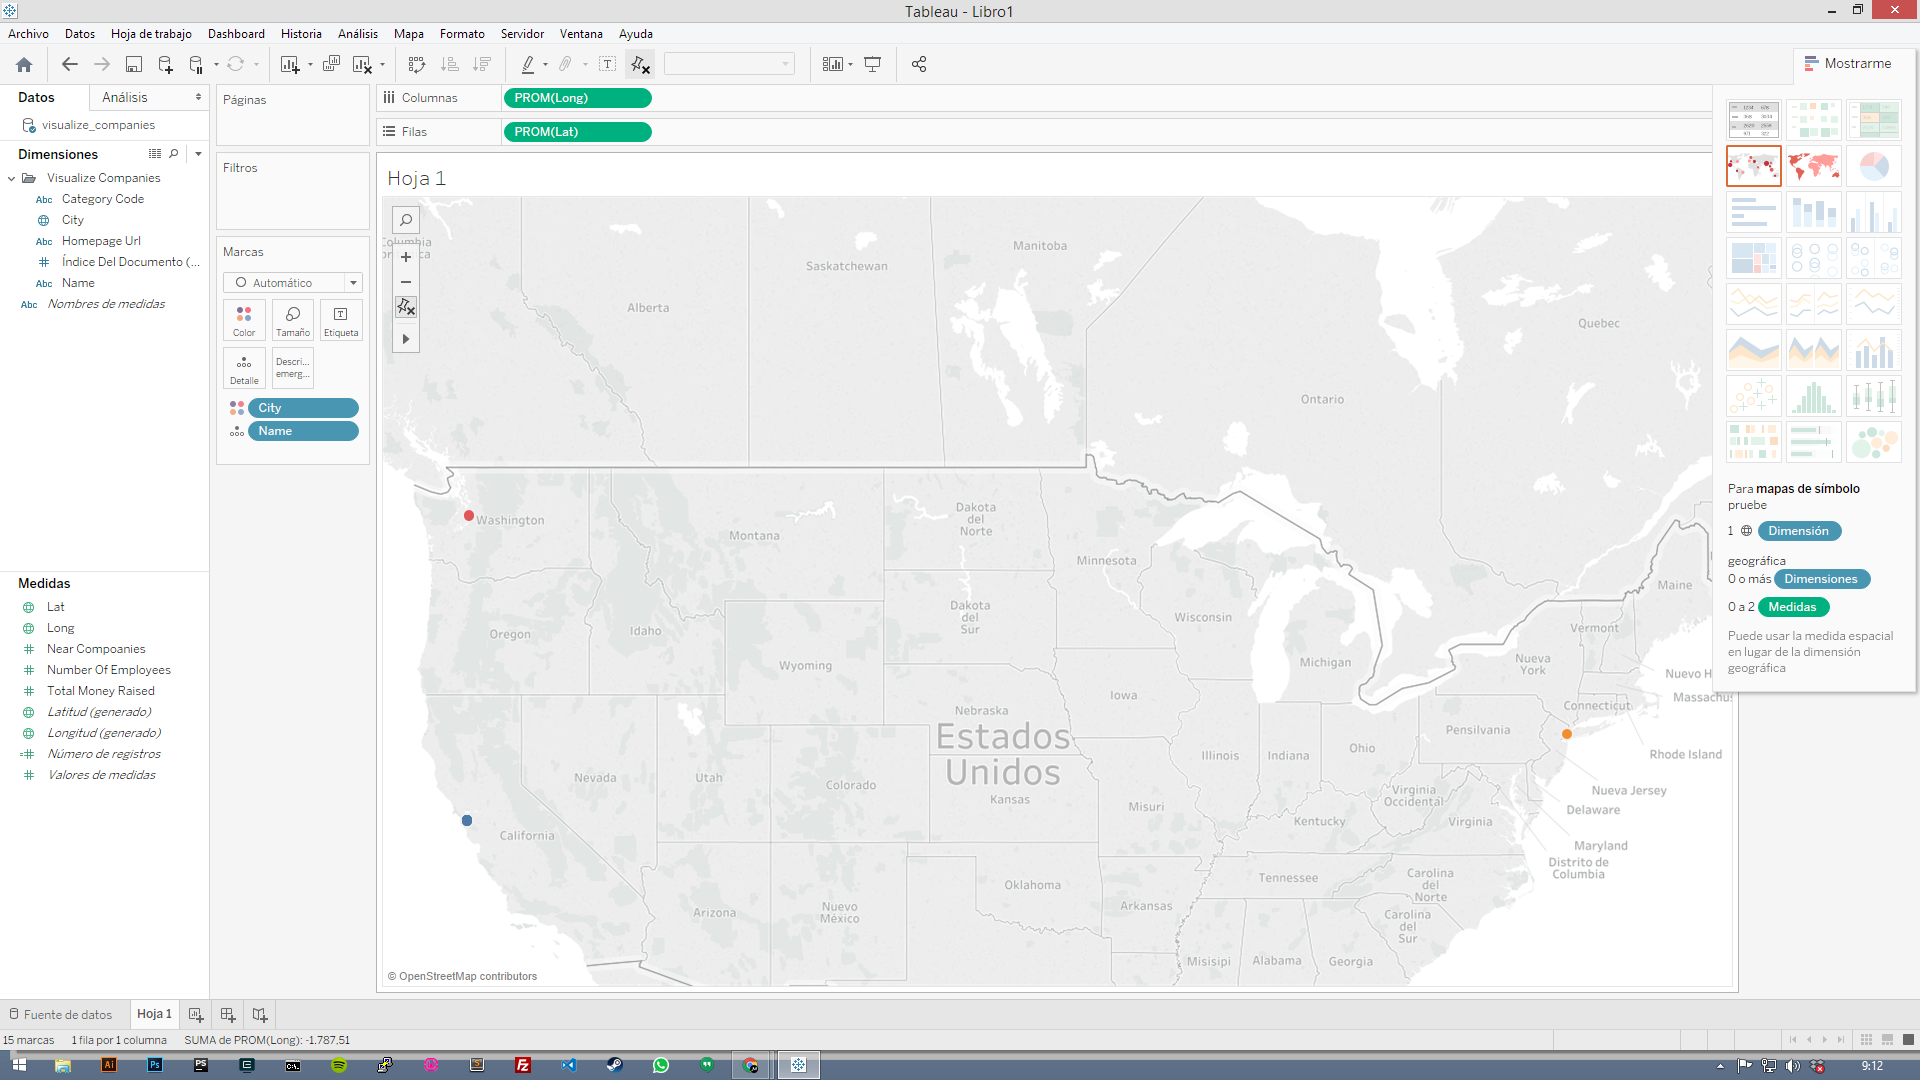 Tableau - Libro1
Archivo Datos Hoja de trabajo Dashboard Historia Análisis Mapa Formato Servidor Ventana Ayuda
Mostrarme
Datos
Análisis
visualize_companies
Dimensiones
Visualize Companies
Abc Category Code
City
Abc Homepage Url
Índice Del Documento (...
Abc Name
Abc Nombres de medidas
Medidas
Lat
Long
Near Compoanies
Number Of Employees
Total Money Raised
Latitud (generado)
Longitud (generado)
Número de registros
Valores de medidas
Páginas
Filtros
Marcas
Automático
Color
Tamaño
Etiqueta
Detalle
Descri...
emerg...
City
Name
Columnas
PROM(Long)
Filas
PROM(Lat)
Hoja 1
Columbia
Alberta
Saskatchewan
Manitoba
Ontario
Quebec
Washington
Montana
Dakota
del
Norte
Minnesota
Oregon
Idaho
Dakota
del
Sur
Wyoming
Wisconsin
Michigan
Maine
Vermont
Nueva
York
Nuevo H
Massachus
Connecticut
Rhode Island
Iowa
Nebraska
Estados
Unidos
Nevada
Utah
Colorado
Kansas
California
Illinois
Indiana
Ohio
Pensilvania
Misuri
Kentucky
Virginia
Occidental
Virginia
Nueva Jersey
Delaware
Maryland
Distrito de
Columbia
Arizona
Nuevo
México
Oklahoma
Arkansas
Tennessee
Carolina
del
Norte
Carolina
del
Sur
Misisipi
Alabama
Georgia
© OpenStreetMap contributors
Para mapas de símbolo
pruebe
1 Dimensión
geográfica
0 o más Dimensiones
0 a 2 Medidas
Puede usar la medida espacial
en lugar de la dimensión
geográfica
Fuente de datos
Hoja 1
15 marcas 1 fila por 1 columna SUMA de PROM(Long): -1.787,51
9:12